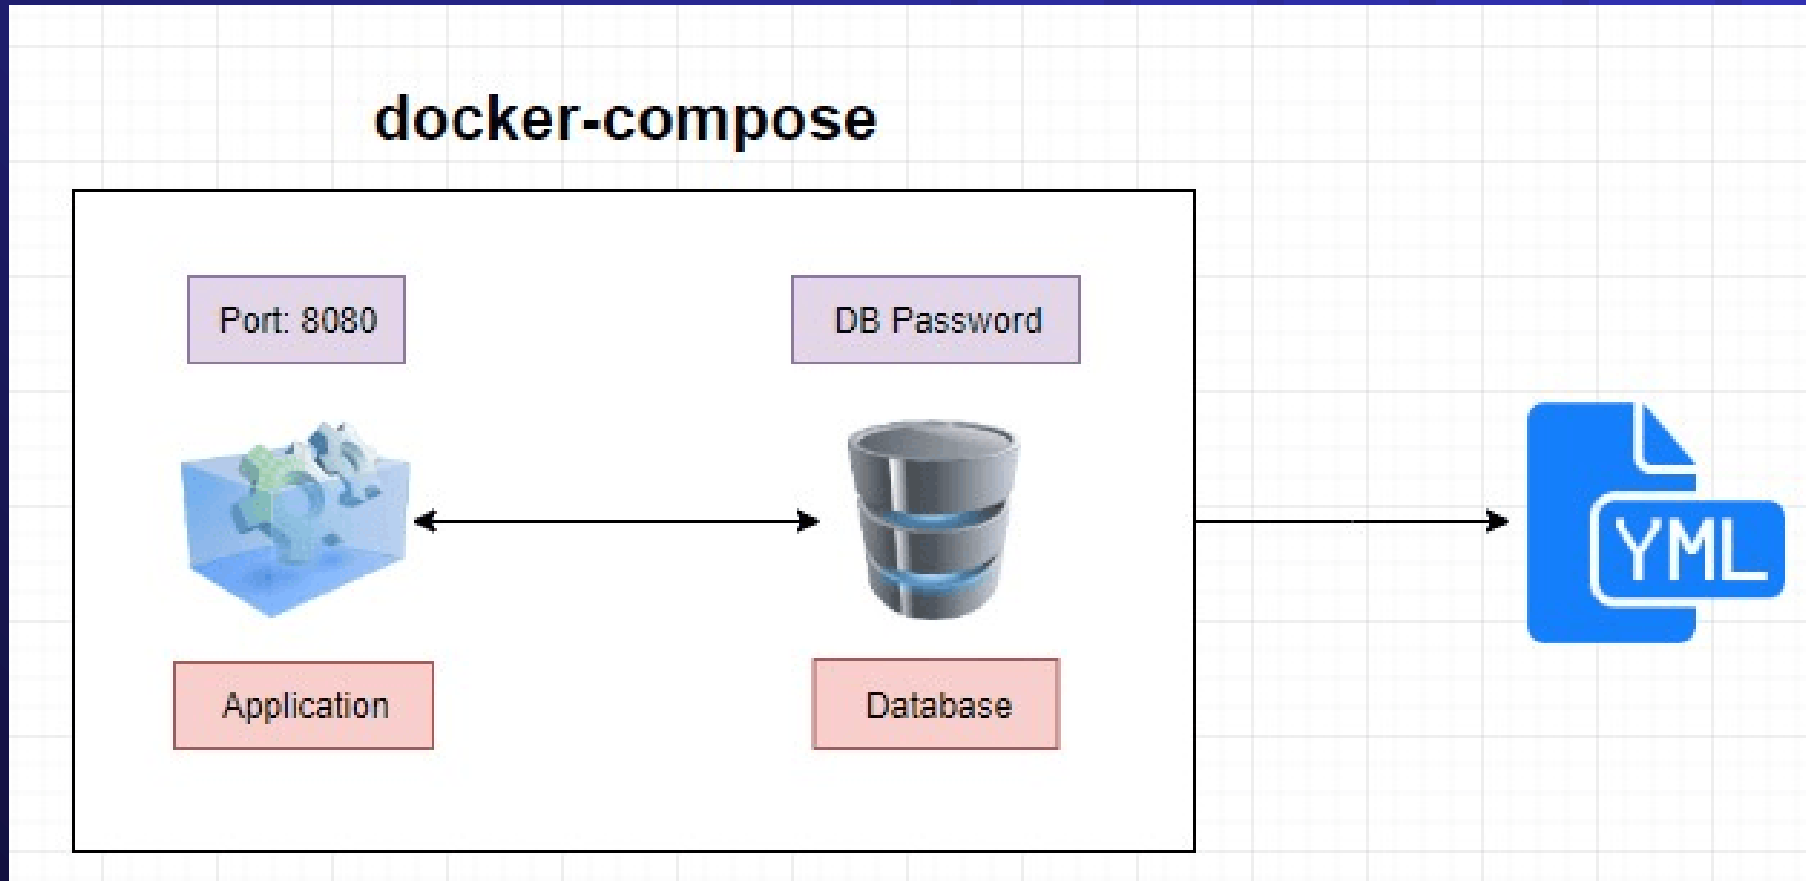 docker-compose
Port: 8080
DB Password
YML
Application
Database